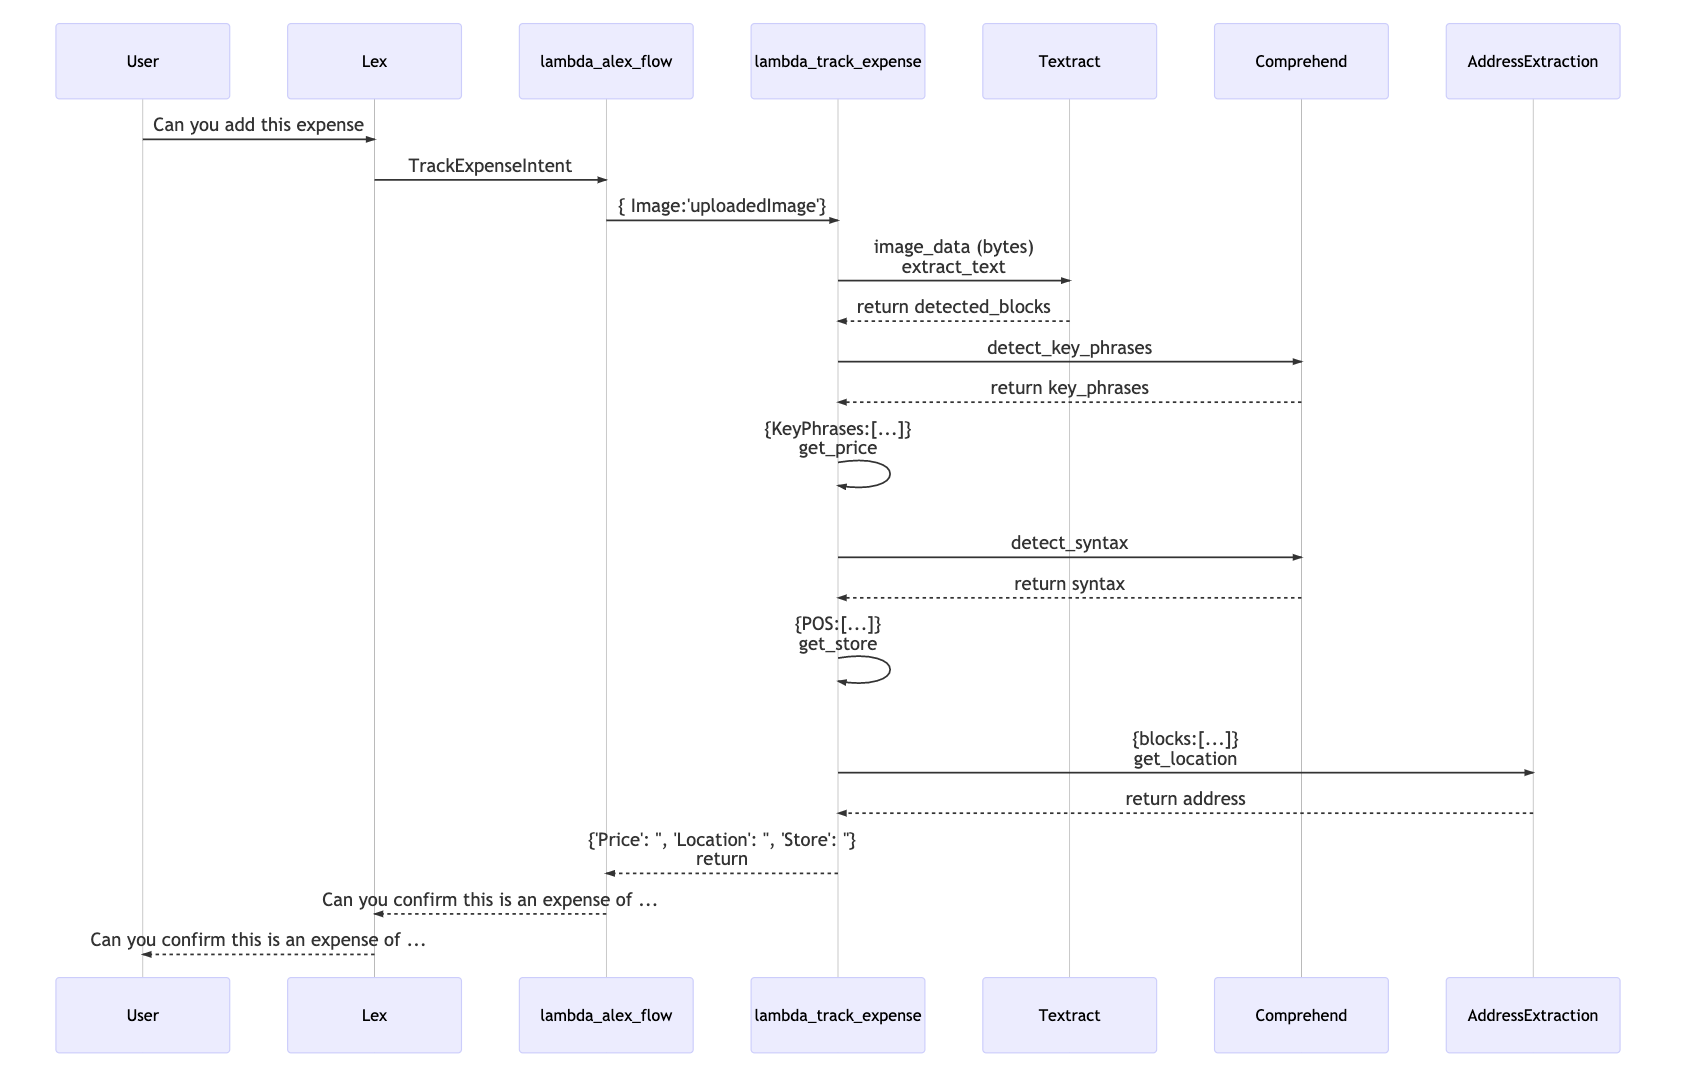 User
Lex
lambda_alex_flow
lambda_track_expense
Textract
Comprehend
AddressExtraction
Can you add this expense
TrackExpenseIntent
{ Image:'uploadedImage'}
image_data (bytes)
extract_text
return detected_blocks
detect_key_phrases
return key_phrases
{KeyPhrases:[...]}
get_price
detect_syntax
return syntax
{POS:[...]}
get_store
{blocks:[...]}
get_location
return address
{'Price': '', 'Location': '', 'Store': ''}
return
Can you confirm this is an expense of ...
Can you confirm this is an expense of ...
User
Lex
lambda_alex_flow
lambda_track_expense
Textract
Comprehend
AddressExtraction